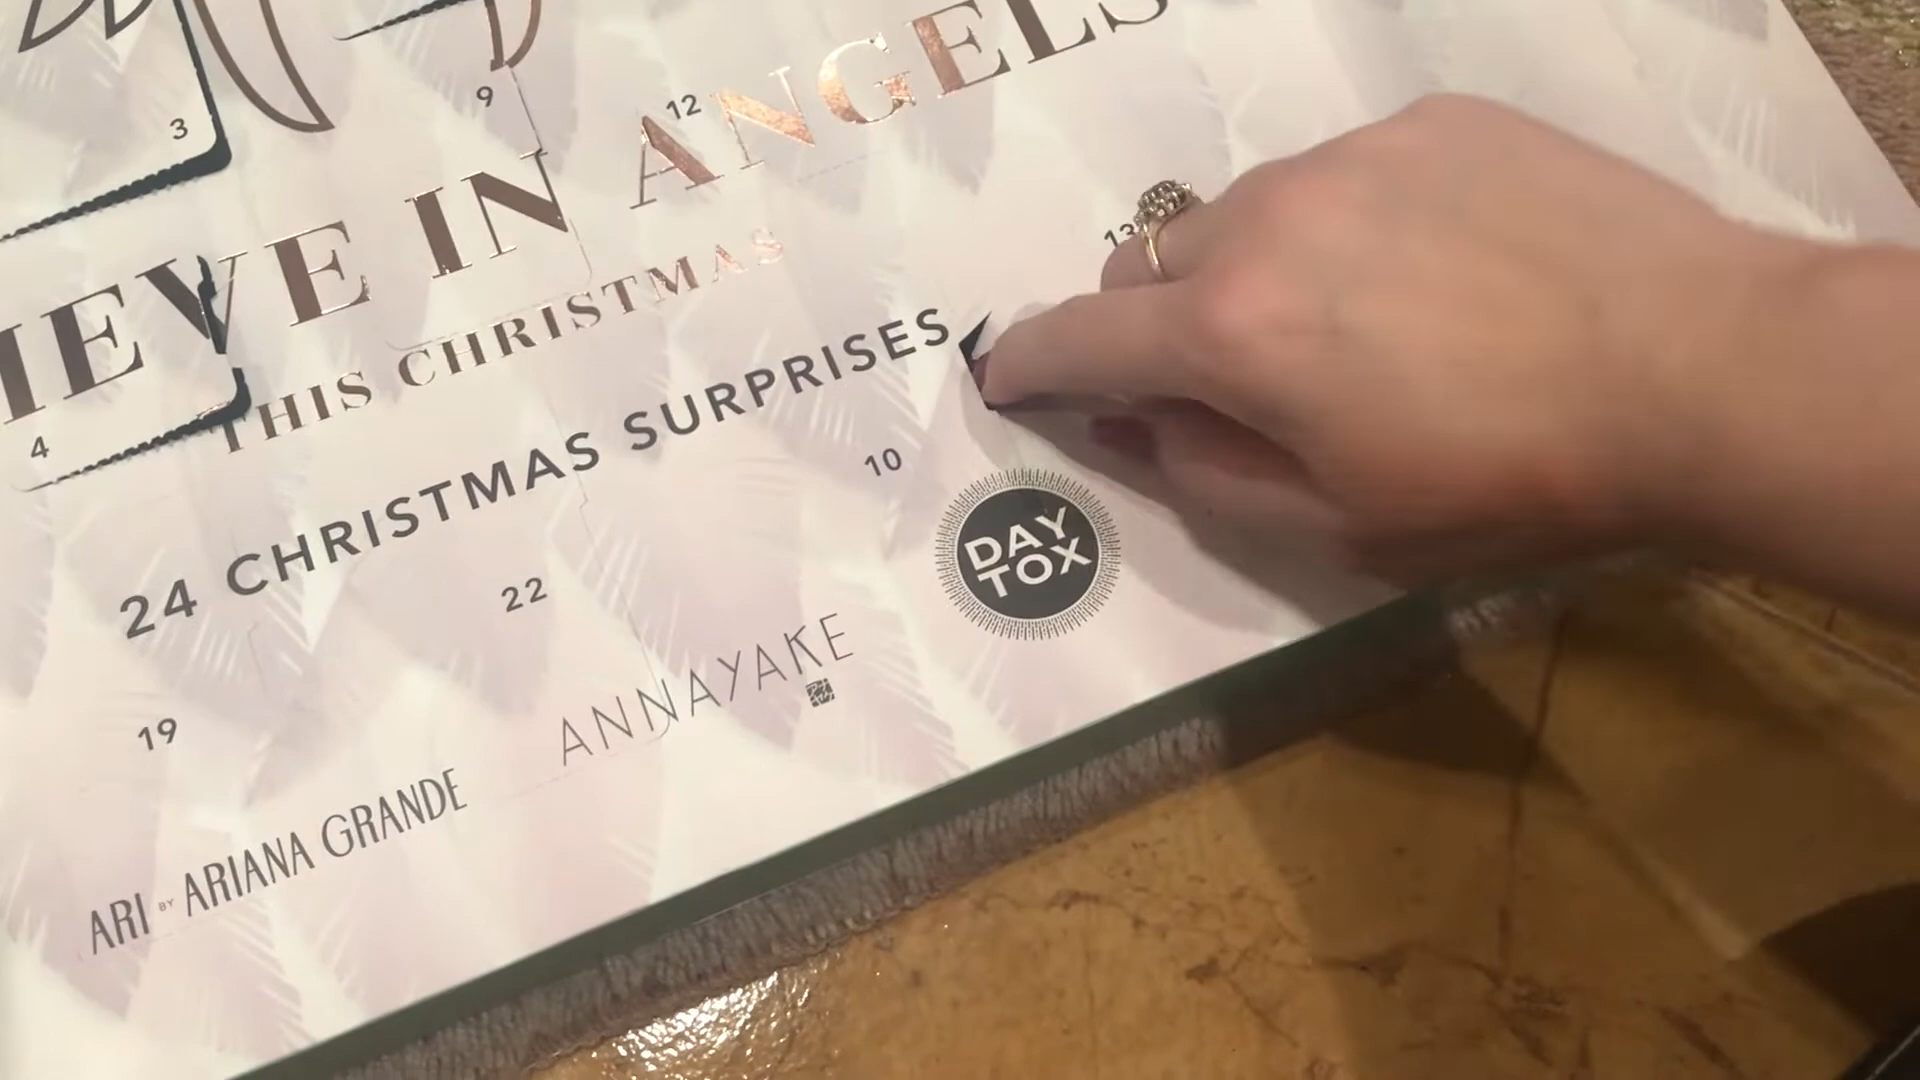 3
9
12
IEVE IN ANGELS
13
THIS CHRISTMAS
24 CHRISTMAS SURPRISES
4
10
DAY
TOX
22
19
ANNAYAKE
ARI BY ARIANA GRANDE